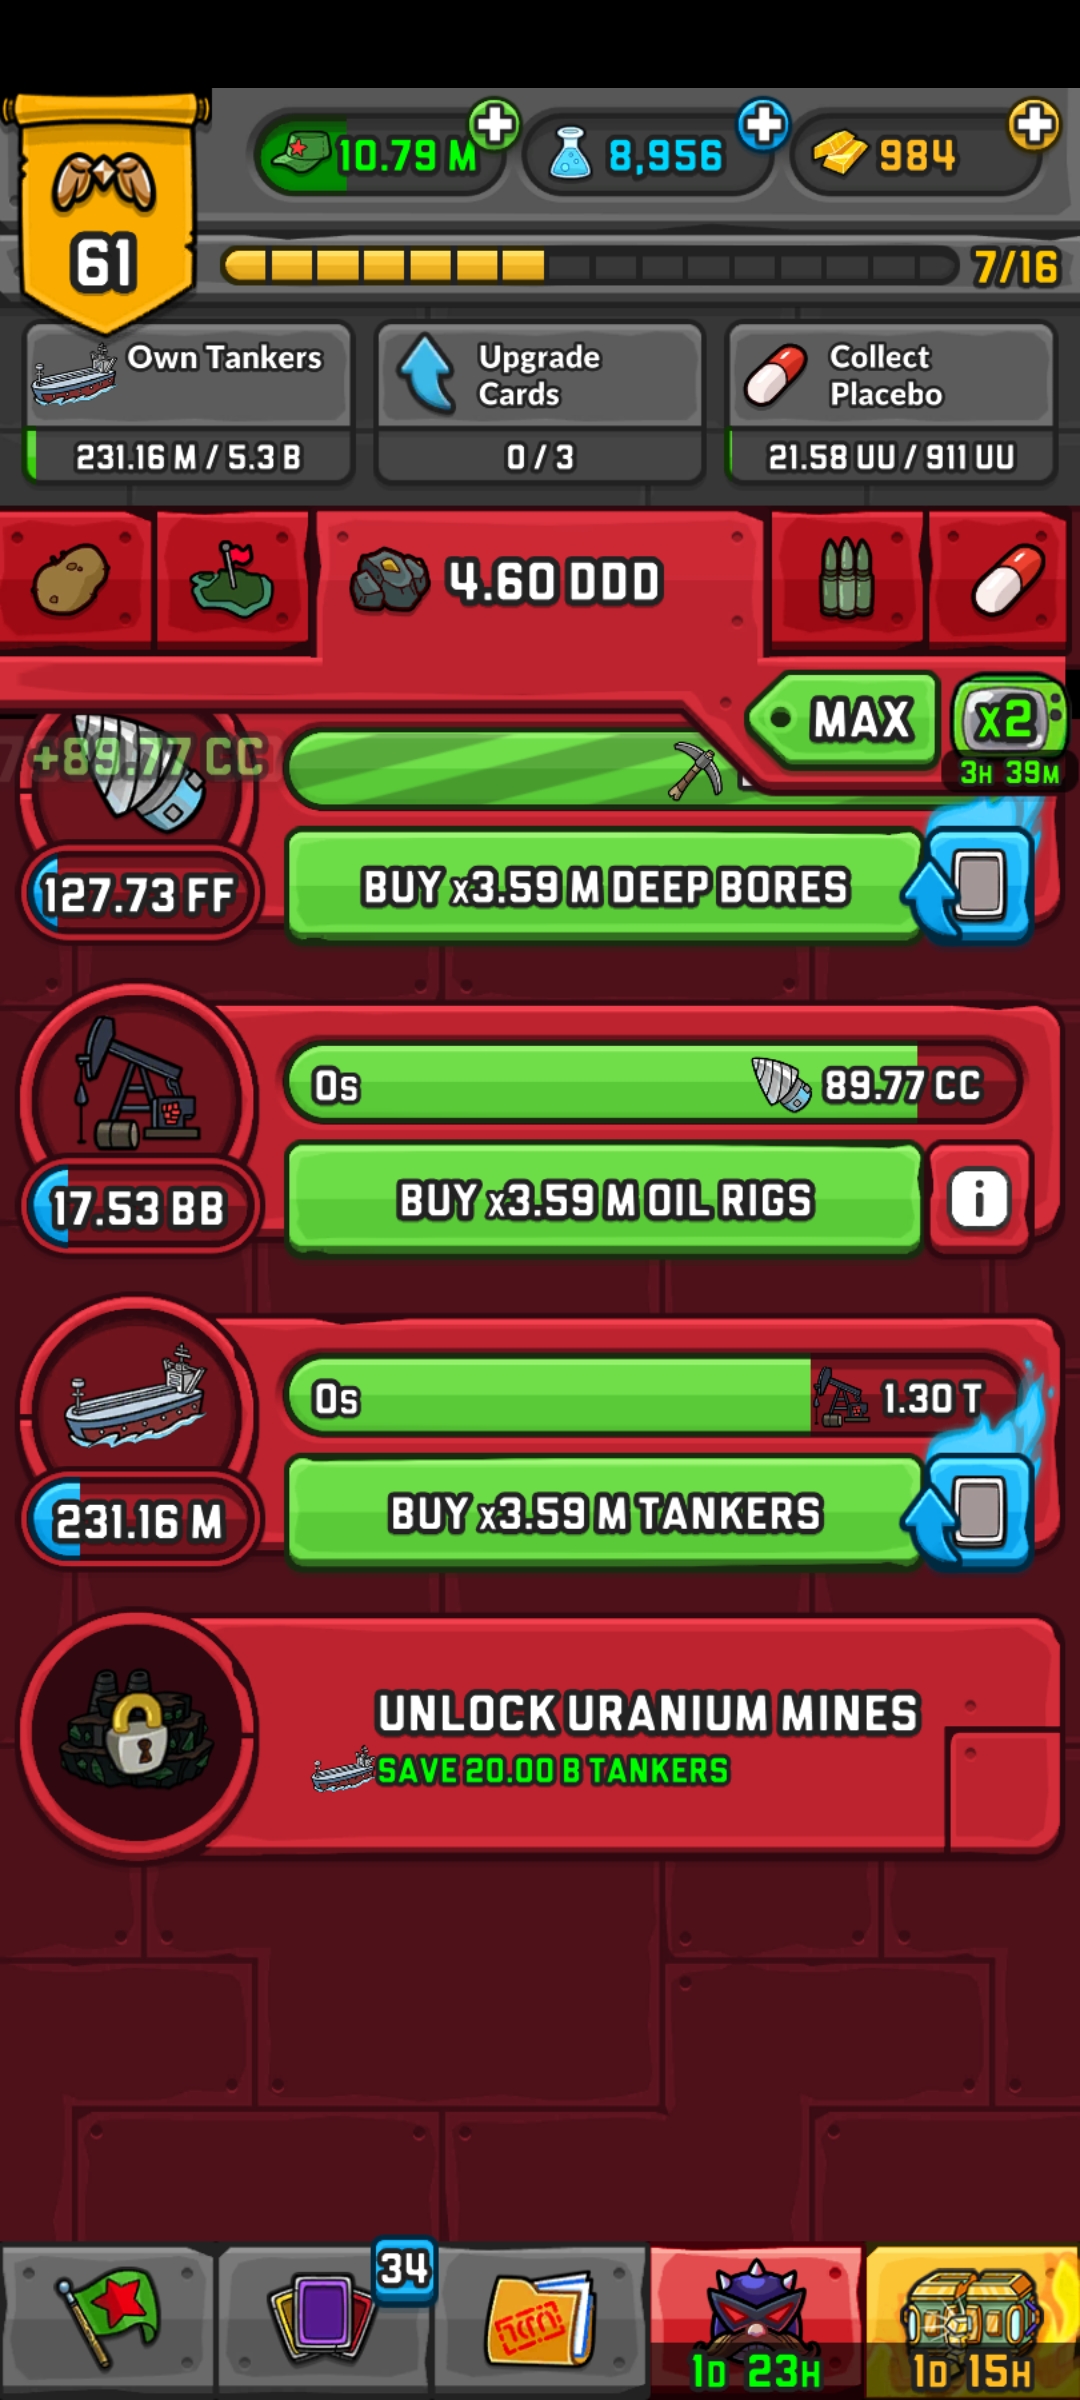 10.79 M
8,956
984
61
7/16
Own Tankers
231.16 M / 5.3 B
Upgrade
Cards
0 / 3
Collect
Placebo
21.58 UU / 911 UU
4.60 DDD
MAX
x2
3H 39M
+89.77 CC
127.73 FF
BUY x3.59 M DEEP BORES
0s
89.77 CC
17.53 BB
BUY x3.59 M OIL RIGS
i
0s
1.30 T
231.16 M
BUY x3.59 M TANKERS
UNLOCK URANIUM MINES
SAVE 20.00 B TANKERS
34
1D 23H
1D 15H